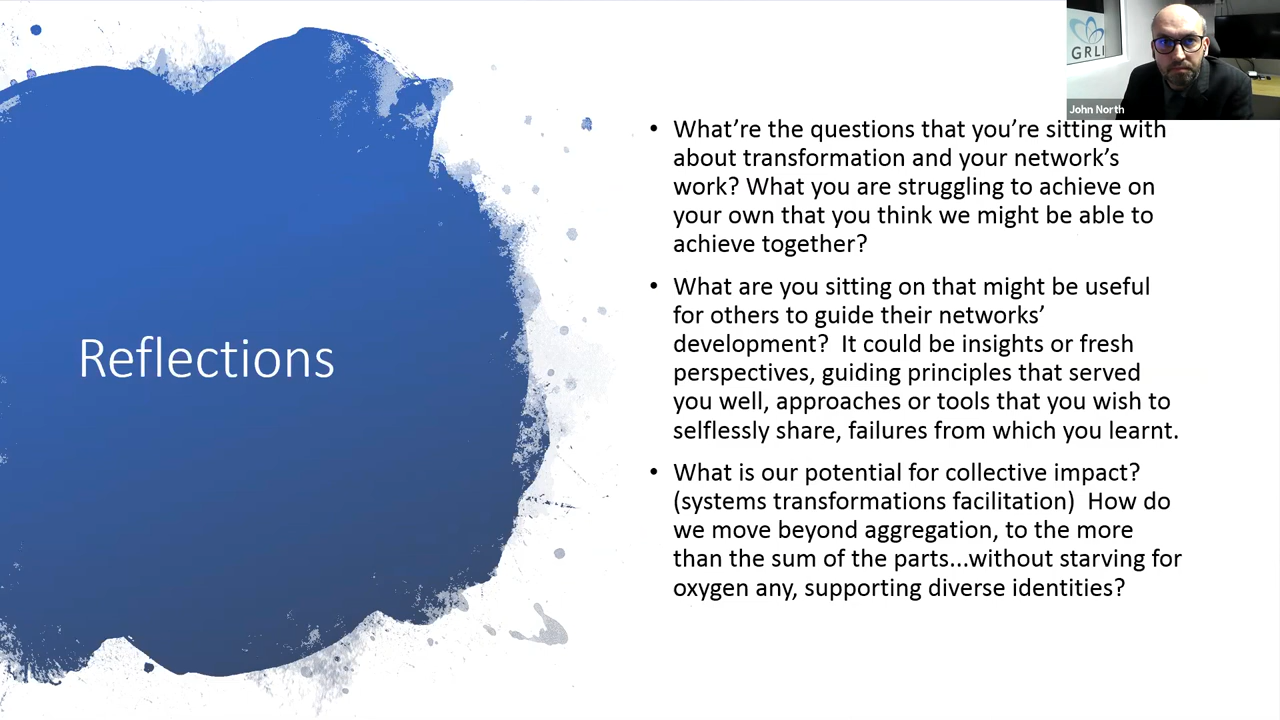 GRLI
John North
Reflections
• What’re the questions that you’re sitting with
about transformation and your network’s
work? What you are struggling to achieve on
your own that you think we might be able to
achieve together?
• What are you sitting on that might be useful
for others to guide their networks’
development?  It could be insights or fresh
perspectives, guiding principles that served
you well, approaches or tools that you wish to
selflessly share, failures from which you learnt.
• What is our potential for collective impact?
(systems transformations facilitation)  How do
we move beyond aggregation, to the more
than the sum of the parts...without starving for
oxygen any, supporting diverse identities?